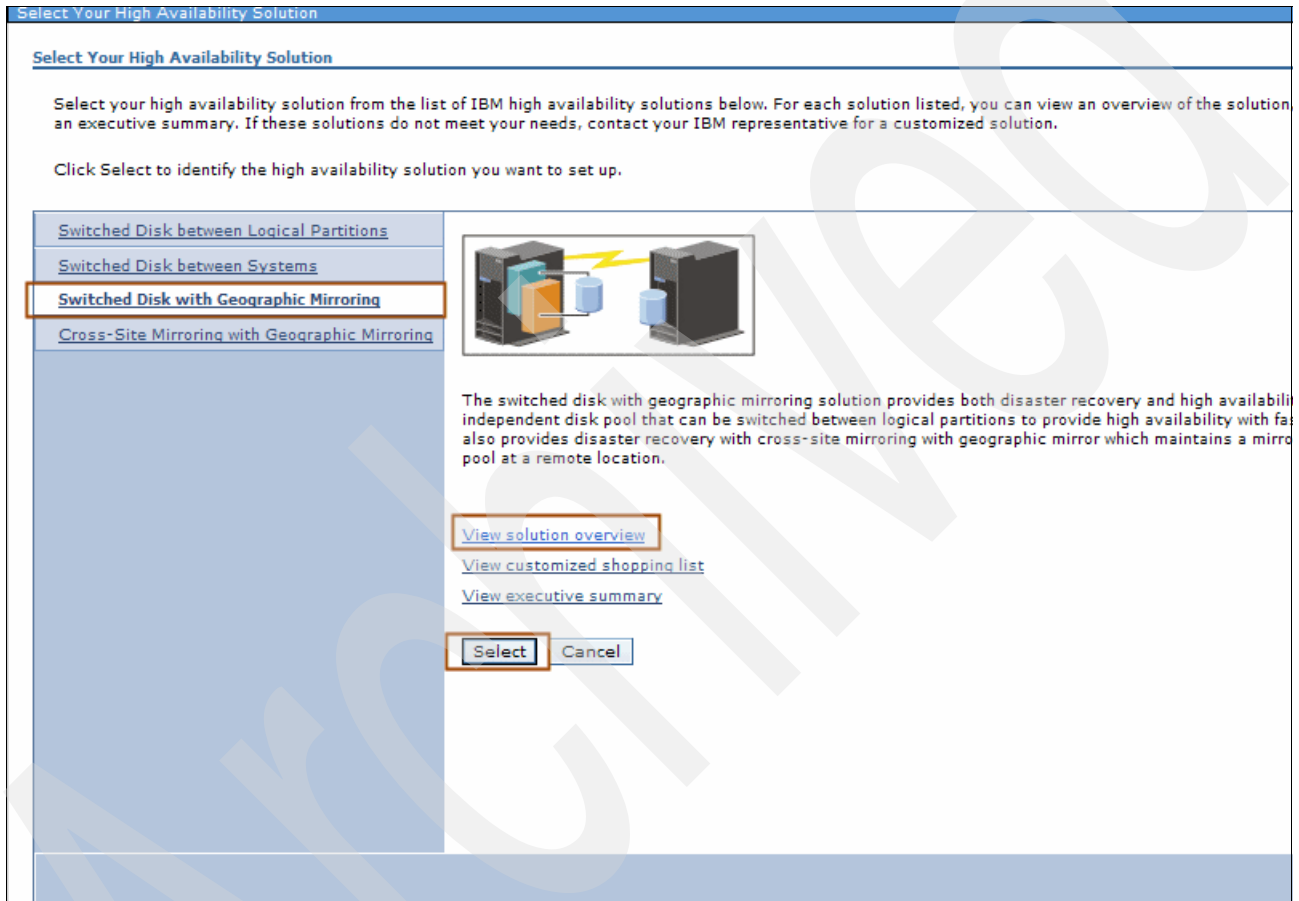 Select Your High Availability Solution
Select Your High Availability Solution
Select your high availability solution from the list of IBM high availability solutions below. For each solution listed, you can view an overview of the solution,
an executive summary. If these solutions do not meet your needs, contact your IBM representative for a customized solution.
Click Select to identify the high availability solution you want to set up.
Switched Disk between Logical Partitions
Switched Disk between Systems
Switched Disk with Geographic Mirroring
Cross-Site Mirroring with Geographic Mirroring
The switched disk with geographic mirroring solution provides both disaster recovery and high availabili
independent disk pool that can be switched between logical partitions to provide high availability with fas
also provides disaster recovery with cross-site mirroring with geographic mirror which maintains a mirro
pool at a remote location.
View solution overview
View customized shopping list
View executive summary
Select Cancel
Archived